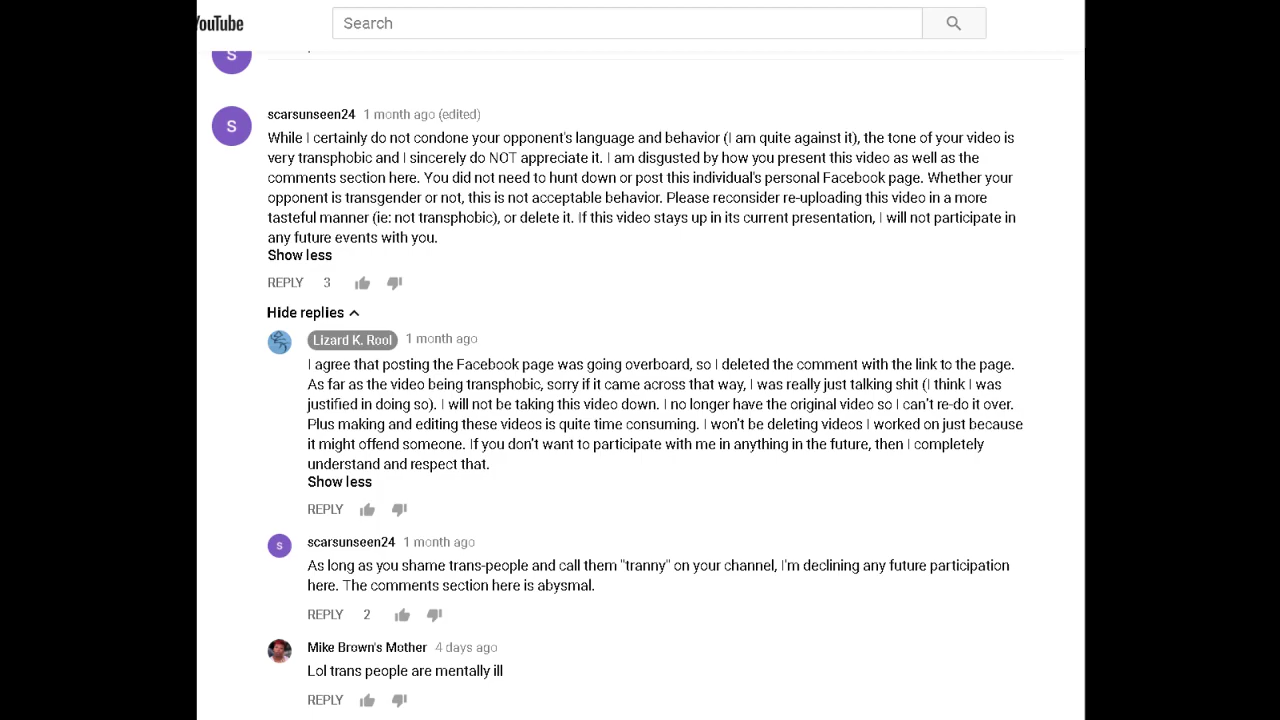 YouTube
Search
S
S
scarsunseen24 1 month ago (edited)
While I certainly do not condone your opponent's language and behavior (I am quite against it), the tone of your video is
very transphobic and I sincerely do NOT appreciate it. I am disgusted by how you present this video as well as the
comments section here. You did not need to hunt down or post this individual's personal Facebook page. Whether your
opponent is transgender or not, this is not acceptable behavior. Please reconsider re-uploading this video in a more
tasteful manner (ie: not transphobic), or delete it. If this video stays up in its current presentation, I will not participate in
any future events with you.
Show less
REPLY 3
Hide replies
Lizard K. Rool 1 month ago
I agree that posting the Facebook page was going overboard, so I deleted the comment with the link to the page.
As far as the video being transphobic, sorry if it came across that way, I was really just talking shit (I think I was
justified in doing so). I will not be taking this video down. I no longer have the original video so I can't re-do it over.
Plus making and editing these videos is quite time consuming. I won't be deleting videos I worked on just because
it might offend someone. If you don't want to participate with me in anything in the future, then I completely
understand and respect that.
Show less
REPLY
S
scarsunseen24 1 month ago
As long as you shame trans-people and call them "tranny" on your channel, I'm declining any future participation
here. The comments section here is abysmal.
REPLY 2
Mike Brown's Mother 4 days ago
Lol trans people are mentally ill
REPLY